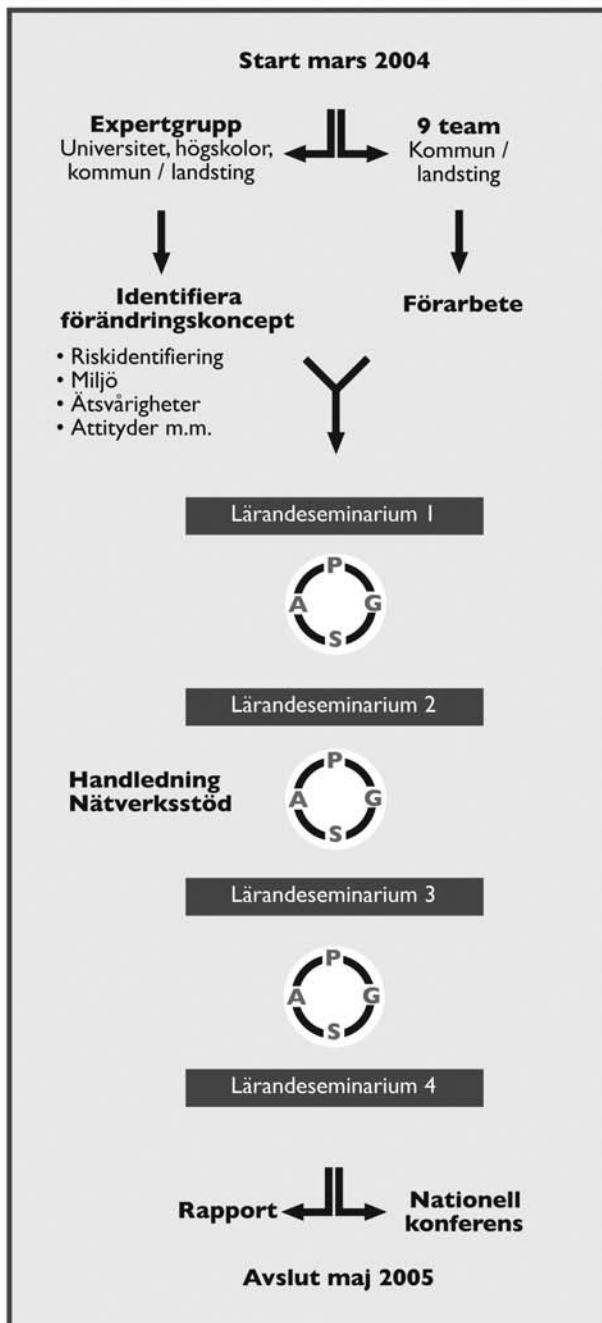 Start mars 2004
Expertgrupp
Universitet, högskolor,
kommun / landsting
9 team
Kommun /
landsting
Identifiera
förändringskoncept
• Riskidentifiering
• Miljö
• Ätsvårigheter
• Attityder m.m.
Förarbete
Lärandeseminarium 1
P
A G
S
Lärandeseminarium 2
Handledning
Nätverksstöd
P
A G
S
Lärandeseminarium 3
P
A G
S
Lärandeseminarium 4
Rapport
Nationell
konferens
Avslut maj 2005